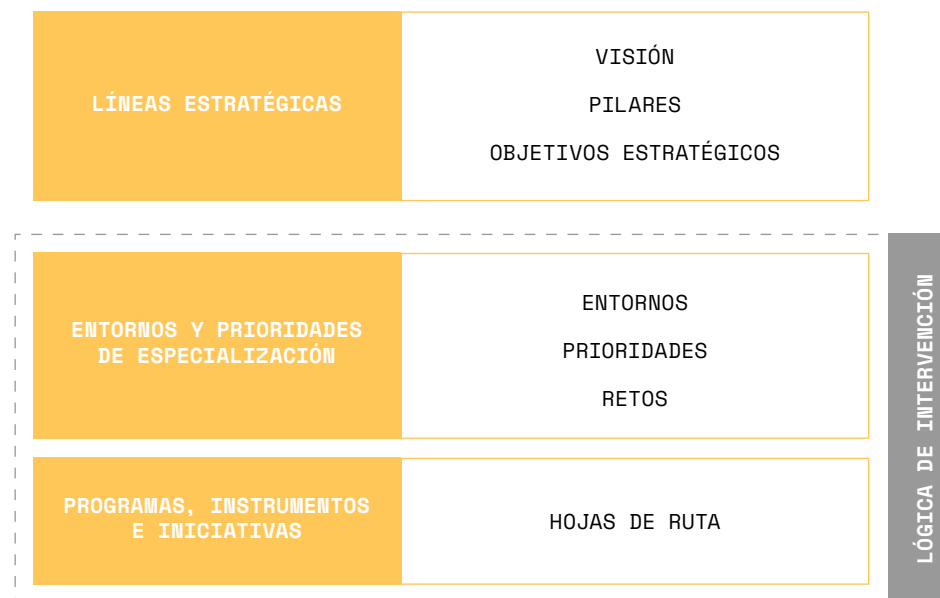 LÍNEAS ESTRATÉGICAS
VISIÓN
PILARES
OBJETIVOS ESTRATÉGICOS
ENTORNOS Y PRIORIDADES
DE ESPECIALIZACIÓN
ENTORNOS
PRIORIDADES
RETOS
PROGRAMAS, INSTRUMENTOS
E INICIATIVAS
HOJAS DE RUTA
LÓGICA DE INTERVENCIÓN